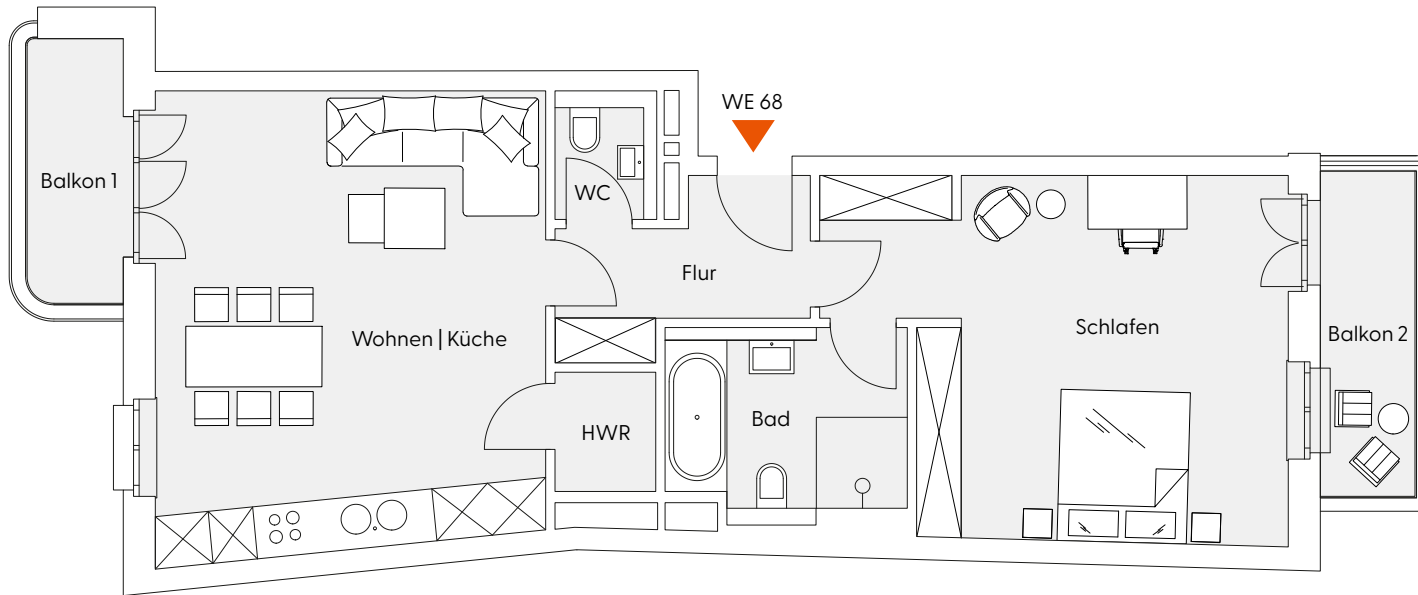 WE 68
Balkon 1
WC
Flur
Wohnen | Küche
Schlafen
Balkon 2
HWR
Bad